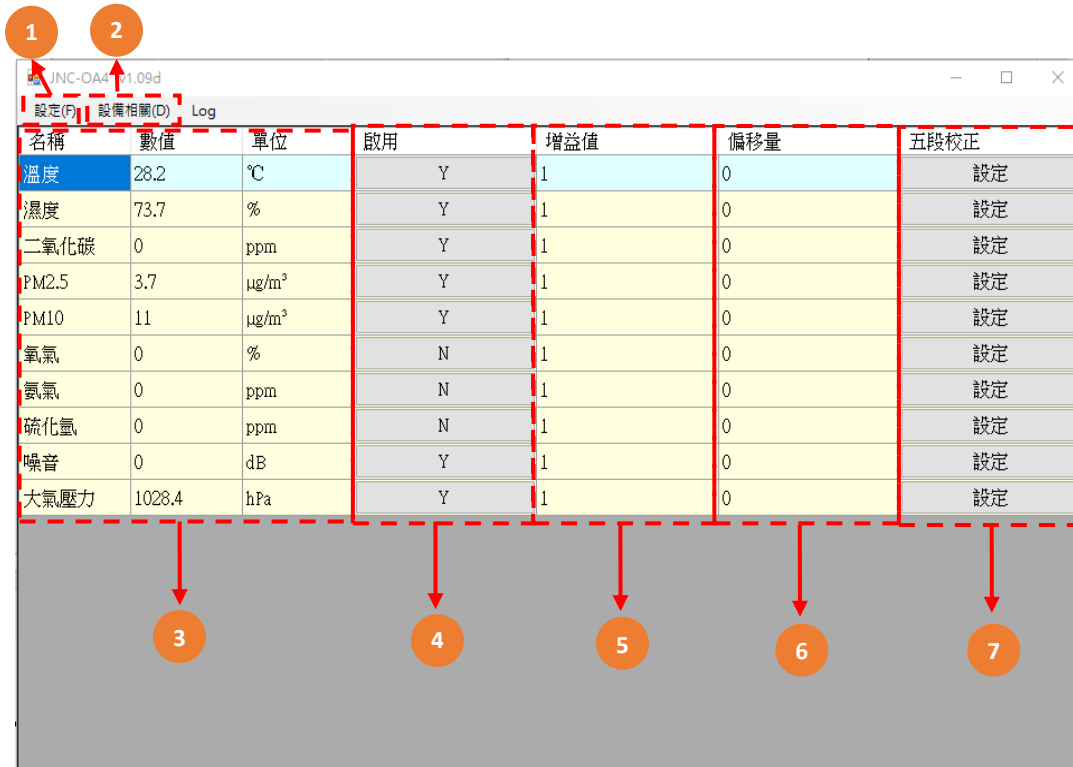 1 2
JNC-OA4 v1.09d
設定(F) 設備相關(D) Log
名稱 數值 單位 啟用 增益值 偏移量 五段校正
溫度 28.2 ℃ Y 1 0 設定
濕度 73.7 % Y 1 0 設定
二氧化碳 0 ppm Y 1 0 設定
PM2.5 3.7 μg/m³ Y 1 0 設定
PM10 11 μg/m³ Y 1 0 設定
氧氣 0 % N 1 0 設定
氨氣 0 ppm N 1 0 設定
硫化氫 0 ppm N 1 0 設定
噪音 0 dB Y 1 0 設定
大氣壓力 1028.4 hPa Y 1 0 設定
3 4 5 6 7